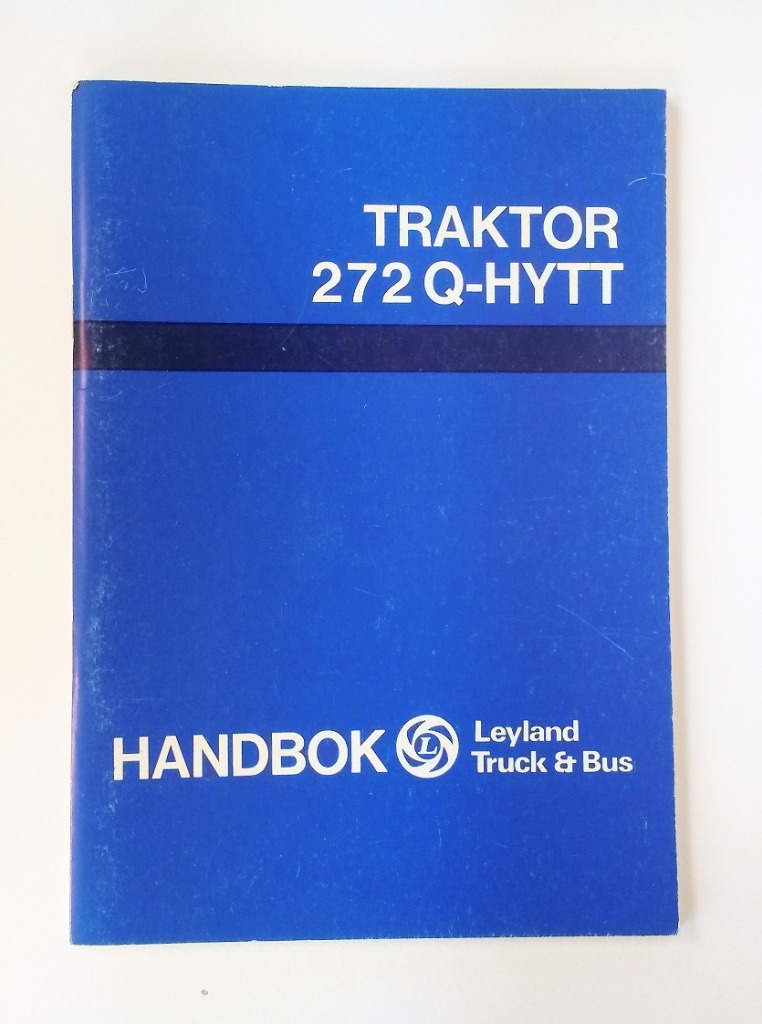 TRAKTOR
272 Q-HYTT
HANDBOK
L
Leyland
Truck & Bus